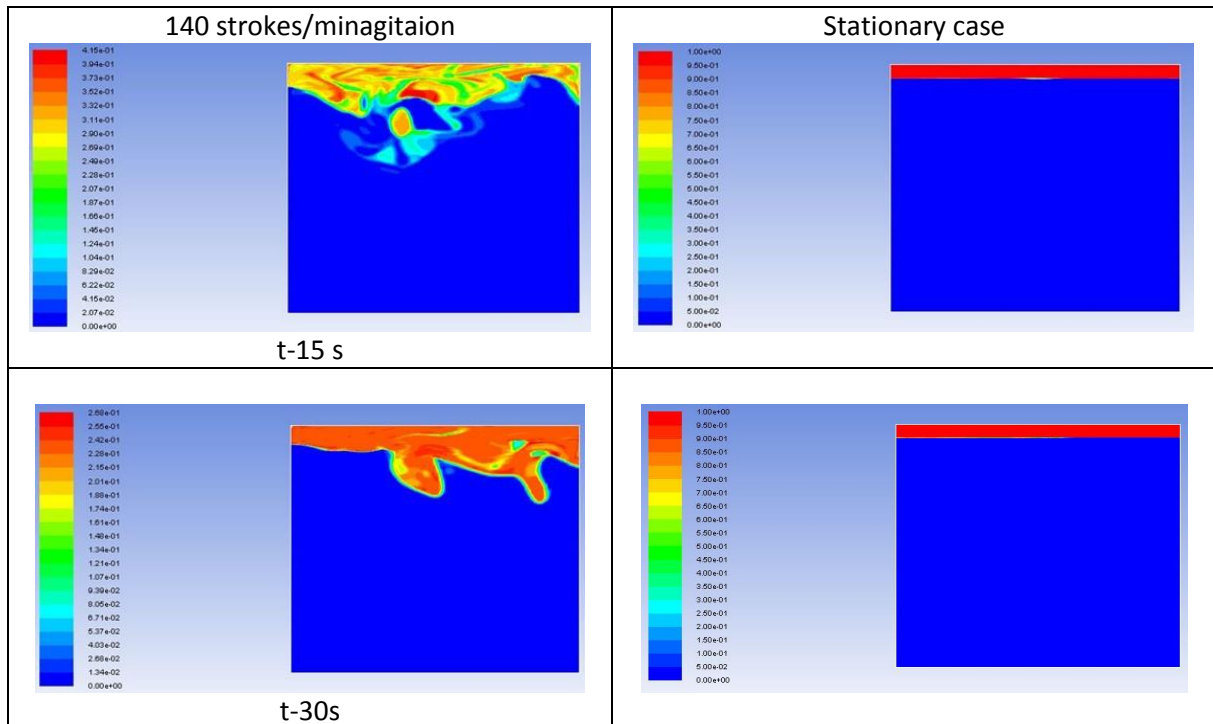 140 strokes/minagitaion
Stationary case
4.15e-01
3.94e-01
3.73e-01
3.52e-01
3.32e-01
3.11e-01
2.90e-01
2.69e-01
2.49e-01
2.28e-01
2.07e-01
1.87e-01
1.66e-01
1.45e-01
1.24e-01
1.04e-01
8.29e-02
6.22e-02
4.15e-02
2.07e-02
0.00e+00
t-15 s
1.00e+00
9.50e-01
9.00e-01
8.50e-01
8.00e-01
7.50e-01
7.00e-01
6.50e-01
6.00e-01
5.50e-01
5.00e-01
4.50e-01
4.00e-01
3.50e-01
3.00e-01
2.50e-01
2.00e-01
1.50e-01
1.00e-01
5.00e-02
0.00e+00
2.68e-01
2.55e-01
2.42e-01
2.28e-01
2.15e-01
2.01e-01
1.88e-01
1.74e-01
1.61e-01
1.48e-01
1.34e-01
1.21e-01
1.07e-01
9.39e-02
8.05e-02
6.71e-02
5.37e-02
4.03e-02
2.68e-02
1.34e-02
0.00e+00
t-30s
1.00e+00
9.50e-01
9.00e-01
8.50e-01
8.00e-01
7.50e-01
7.00e-01
6.50e-01
6.00e-01
5.50e-01
5.00e-01
4.50e-01
4.00e-01
3.50e-01
3.00e-01
2.50e-01
2.00e-01
1.50e-01
1.00e-01
5.00e-02
0.00e+00